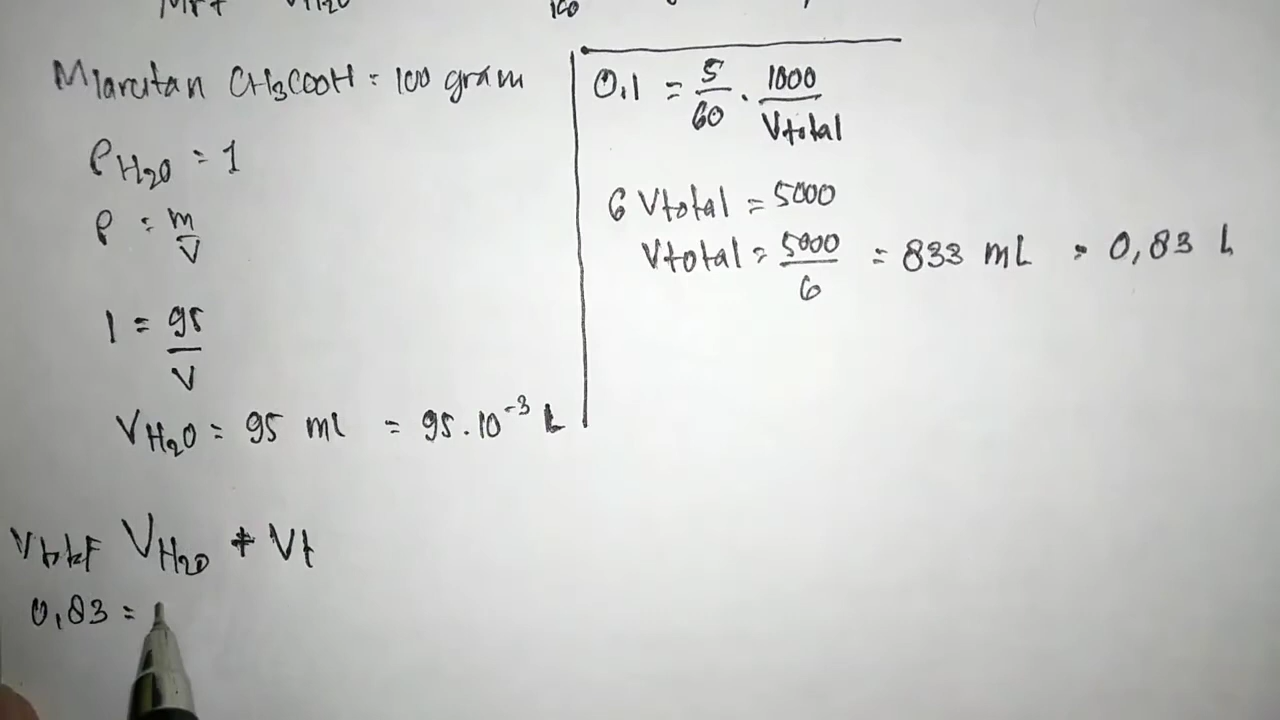 Mlarutan CH3COOH = 100 gram
ρH2O = 1
ρ = m/V
1 = 95/V
VH2O = 95 ml = 95.10⁻³ L
VH2O + Vt
0,83 =
0.1 = 5/60 . 1000/Vtotal
6 Vtotal = 5000
Vtotal = 5000/6 = 833 mL = 0,83 L